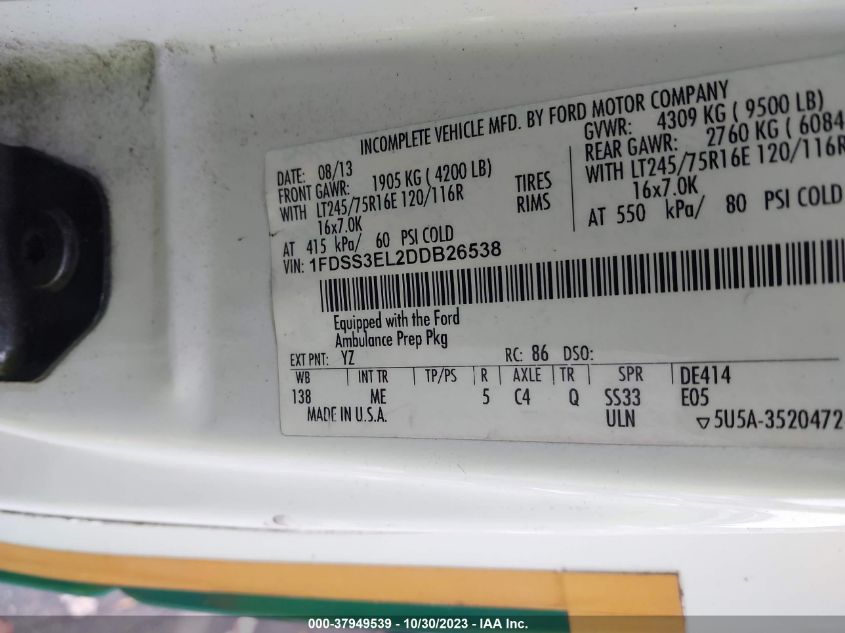 INCOMPLETE VEHICLE MFD. BY FORD MOTOR COMPANY
DATE: 08/13
GVWR: 4309 KG ( 9500 LB)
FRONT GAWR: 1905 KG ( 4200 LB)
REAR GAWR: 2760 KG ( 6084
WITH LT245/75R16E 120/116R
TIRES
WITH LT245/75R16E 120/116R
16x7.0K
RIMS
16x7.0K
AT 415 kPa/ 60 PSI COLD
AT 550 kPa/ 80 PSI COLD
VIN: 1FDSS3EL2DDB26538
Equipped with the Ford
Ambulance Prep Pkg
EXT PNT: YZ RC: 86 DSO:
WB INT TR TP/PS R AXLE TR SPR DE414
138 ME 5 C4 Q SS33 E05
MADE IN U.S.A. ULN ▽5U5A-3520472
000-37949539 - 10/30/2023 - IAA Inc.